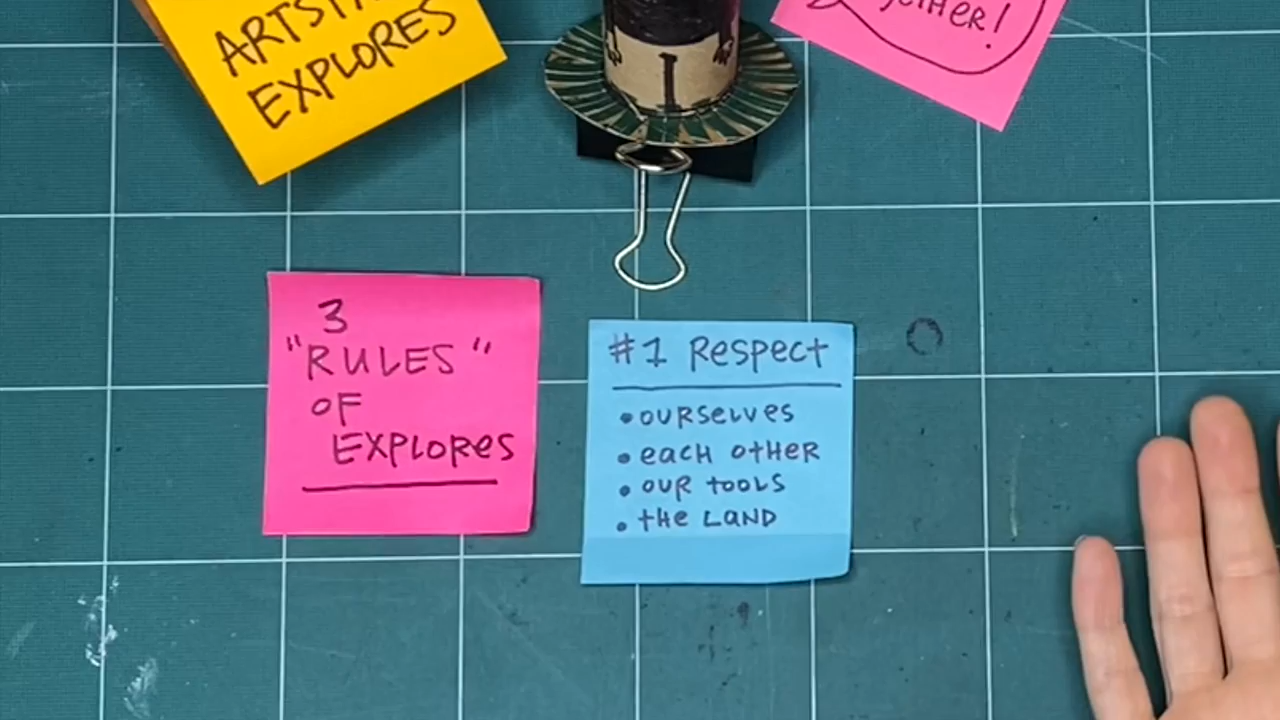 EXPLORES
3
"RULES"
OF
EXPLORES
#1 Respect
• OURSELVES
• EACH OTHER
• OUR TOOLS
• THE LAND